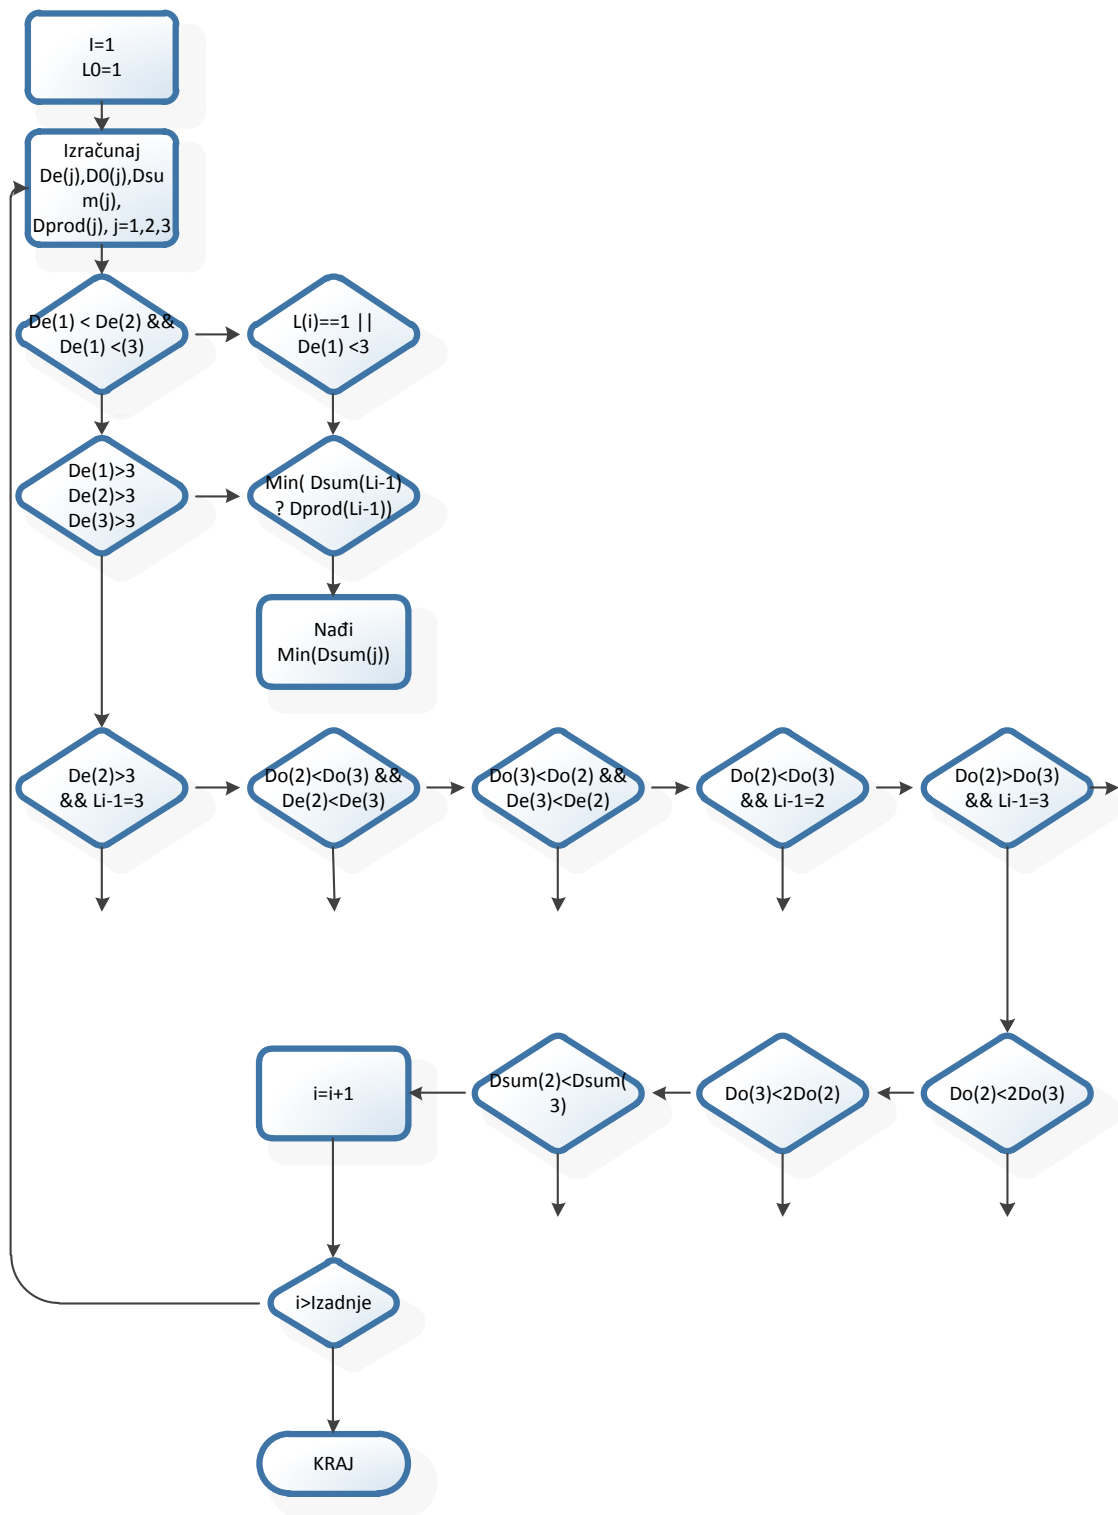 I=1
L0=1
Izračunaj
De(j),D0(j),Dsu
m(j),
Dprod(j), j=1,2,3
De(1) < De(2) &&
De(1) <(3)
L(i)==1 ||
De(1) <3
De(1)>3
De(2)>3
De(3)>3
Min( Dsum(Li-1)
? Dprod(Li-1))
Nađi
Min(Dsum(j))
De(2)>3
&& Li-1=3
Do(2)<Do(3) &&
De(2)<De(3)
Do(3)<Do(2) &&
De(3)<De(2)
Do(2)<Do(3)
&& Li-1=2
Do(2)>Do(3)
&& Li-1=3
i=i+1
Dsum(2)<Dsum(
3)
Do(3)<2Do(2)
Do(2)<2Do(3)
i>Izadnje
KRAJ